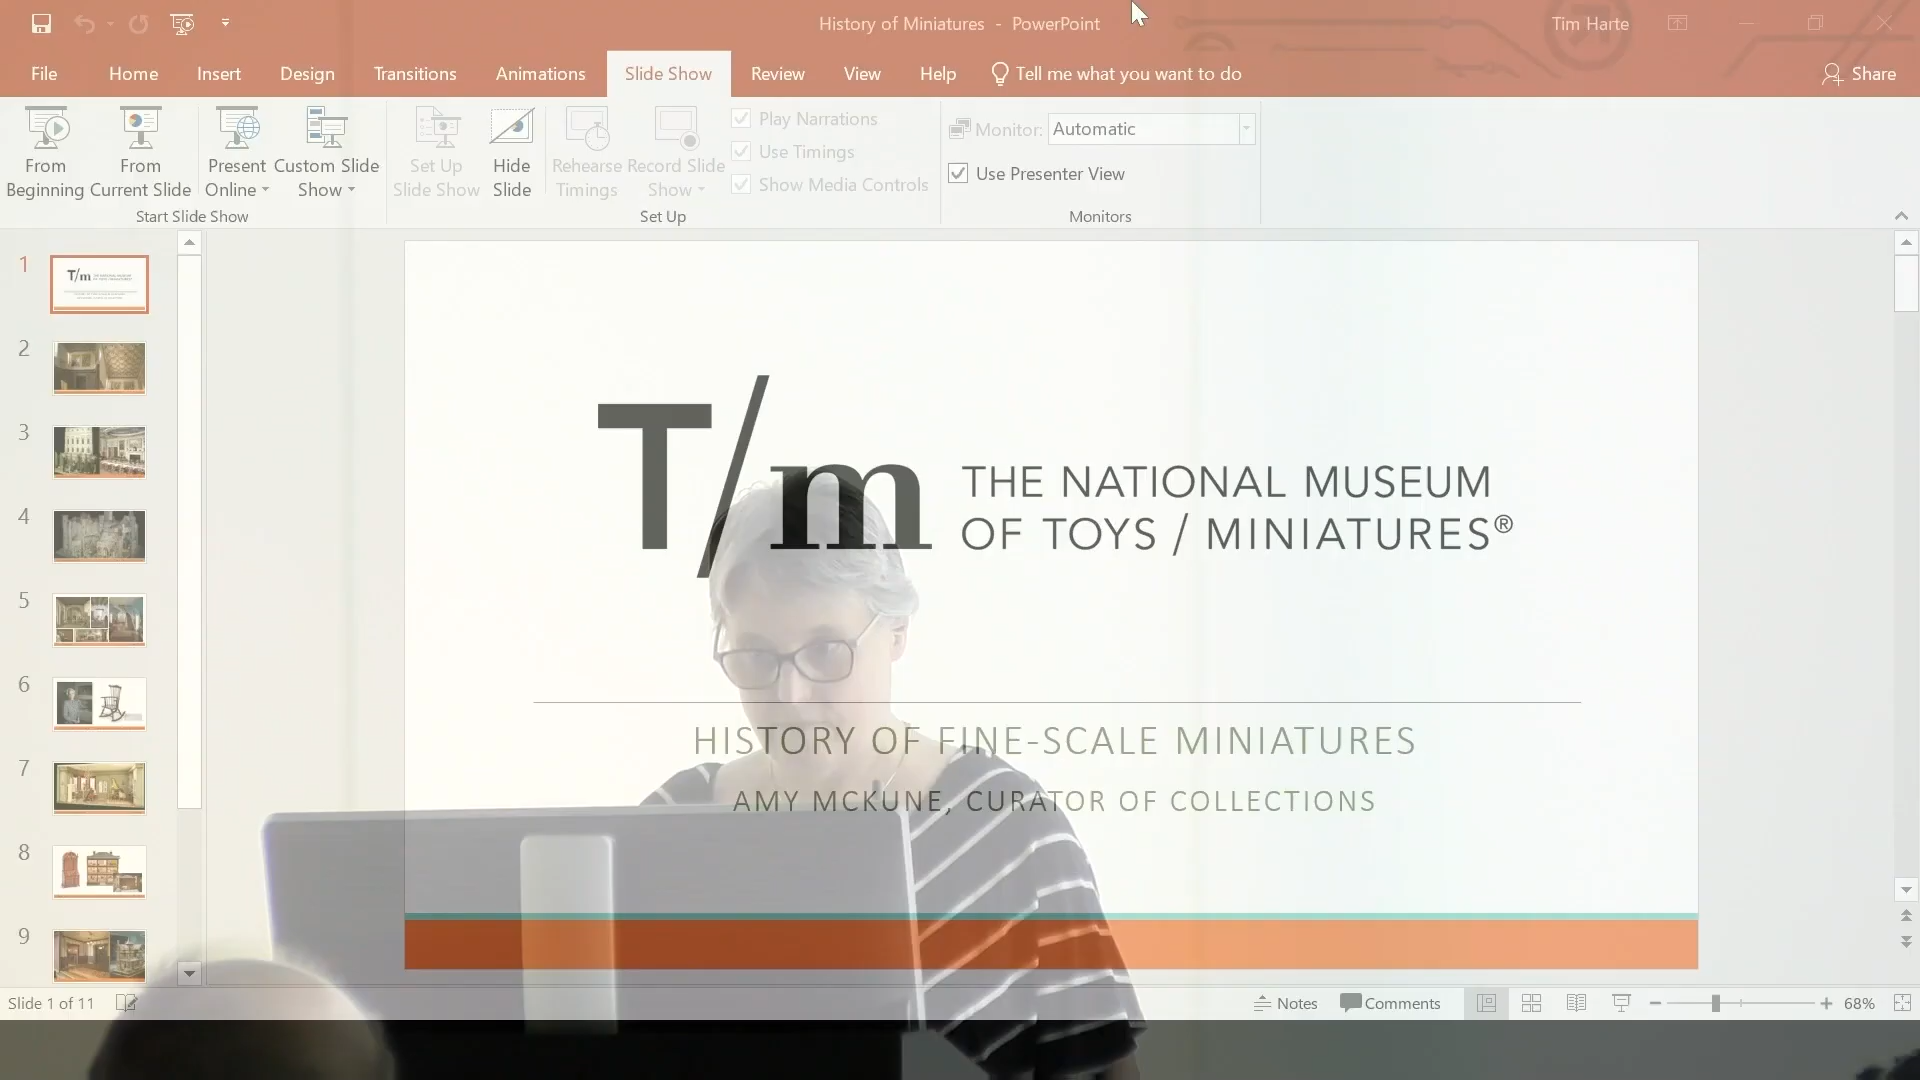 History of Miniatures - PowerPoint
Tim Harte
File Home Insert Design Transitions Animations Slide Show Review View Help Tell me what you want to do Share
From Beginning
From Current Slide
Present Online
Custom Slide Show
Start Slide Show
Set Up Slide Show
Hide Slide
Rehearse Timings
Record Slide Show
Play Narrations
Use Timings
Show Media Controls
Set Up
Monitor: Automatic
Use Presenter View
Monitors
1
2
3
4
5
6
7
8
9
T/m THE NATIONAL MUSEUM
OF TOYS / MINIATURES®
HISTORY OF FINE-SCALE MINIATURES
AMY MCKUNE, CURATOR OF COLLECTIONS
Slide 1 of 11
Notes Comments 68%